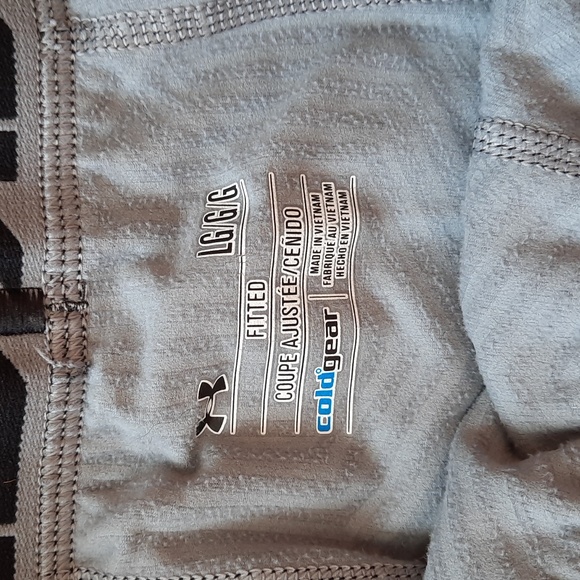 LG/G/G
FITTED
COUPE AJUSTÉE/CEÑIDO
coldgear
MADE IN VIETNAM
FABRIQUÉ AU VIETNAM
HECHO EN VIETNAM